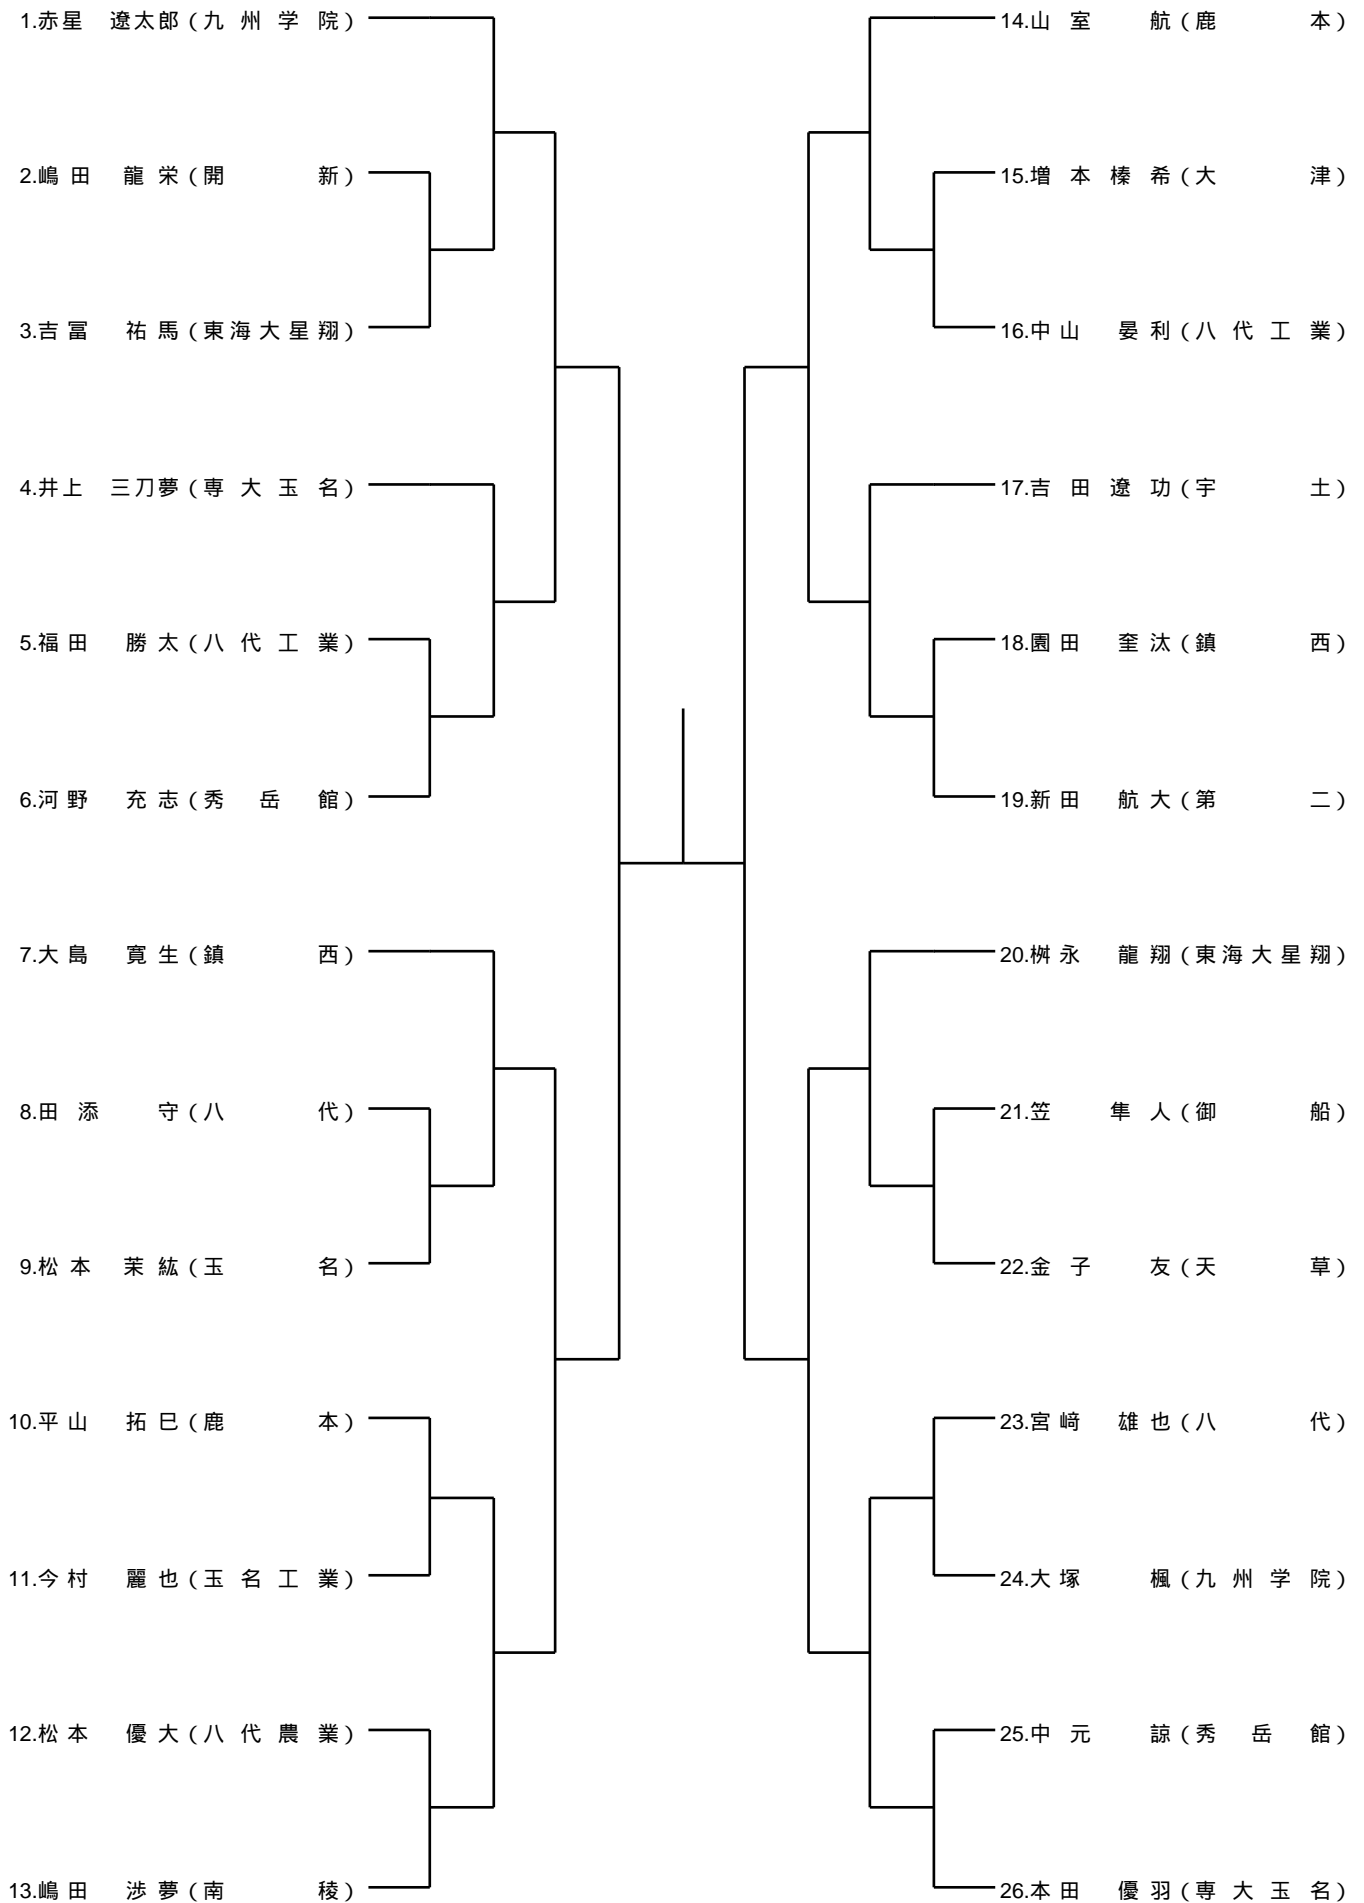 1.赤星　遼太郎(九 州 学 院)
2.嶋 田　龍 栄(開　新)
3.吉 冨　祐 馬(東 海 大 星 翔)
4.井 上　三刀夢(専 大 玉 名)
5.福 田　勝 太(八 代 工 業)
6.河 野　充 志(秀 岳 館)
7.大 島　寛 生(鎮　西)
8.田 添　守(八　代)
9.松 本　茉 紘(玉　名)
10.平 山　拓 巳(鹿　本)
11.今 村　麗 也(玉 名 工 業)
12.松 本　優 大(八 代 農 業)
13.嶋 田　渉 夢(南　稜)
14.山 室　航(鹿　本)
15.増 本 榛 希(大　津)
16.中 山　晏 利(八 代 工 業)
17.吉 田 遼 功(宇　土)
18.園 田　奎 汰(鎮　西)
19.新 田　航 大(第　二)
20.桝 永　龍 翔(東 海 大 星 翔)
21.笠　隼 人(御　船)
22.金 子　友(天　草)
23.宮 﨑　雄 也(八　代)
24.大 塚　楓(九 州 学 院)
25.中 元　諒(秀 岳 館)
26.本 田　優 羽(専 大 玉 名)